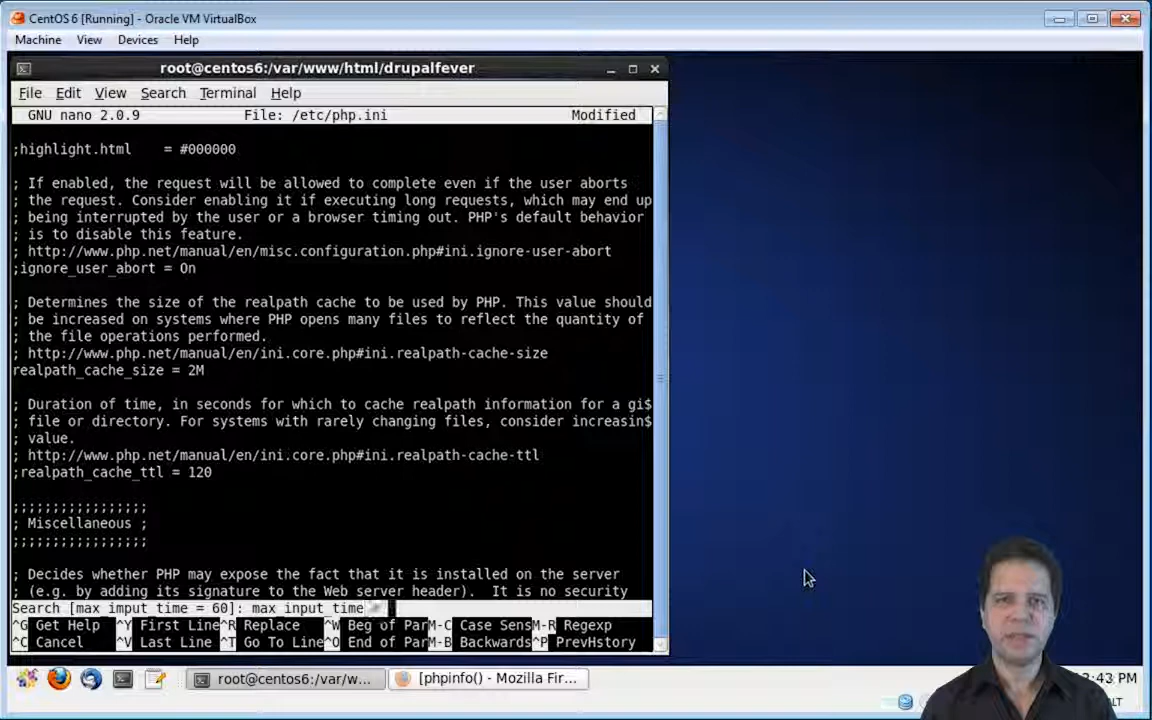 CentOS 6 [Running] - Oracle VM VirtualBox
Machine View Devices Help
root@centos6:/var/www/html/drupalfever
File Edit View Search Terminal Help
GNU nano 2.0.9 File: /etc/php.ini Modified
;highlight.html = #000000
; If enabled, the request will be allowed to complete even if the user aborts
; the request. Consider enabling it if executing long requests, which may end up
; being interrupted by the user or a browser timing out. PHP's default behavior
; is to disable this feature.
; http://www.php.net/manual/en/misc.configuration.php#ini.ignore-user-abort
;ignore_user_abort = On
; Determines the size of the realpath cache to be used by PHP. This value should
; be increased on systems where PHP opens many files to reflect the quantity of
; the file operations performed.
; http://www.php.net/manual/en/ini.core.php#ini.realpath-cache-size
realpath_cache_size = 2M
; Duration of time, in seconds for which to cache realpath information for a gi$
; file or directory. For systems with rarely changing files, consider increasin$
; value.
; http://www.php.net/manual/en/ini.core.php#ini.realpath-cache-ttl
;realpath_cache_ttl = 120
;;;;;;;;;;;;;;;;;
; Miscellaneous ;
;;;;;;;;;;;;;;;;;
; Decides whether PHP may expose the fact that it is installed on the server
; (e.g. by adding its signature to the Web server header). It is no security
Search [max_imput_time = 60]: max_input_time
^G Get Help ^Y First Line^R Replace ^W Beg of ParM-C Case SensM-R Regexp
^C Cancel ^V Last Line ^T Go To Line^O End of ParM-B Backwards^P PrevHstory
root@centos6:/var/w... [phpinfo() - Mozilla Fir... :43 PM